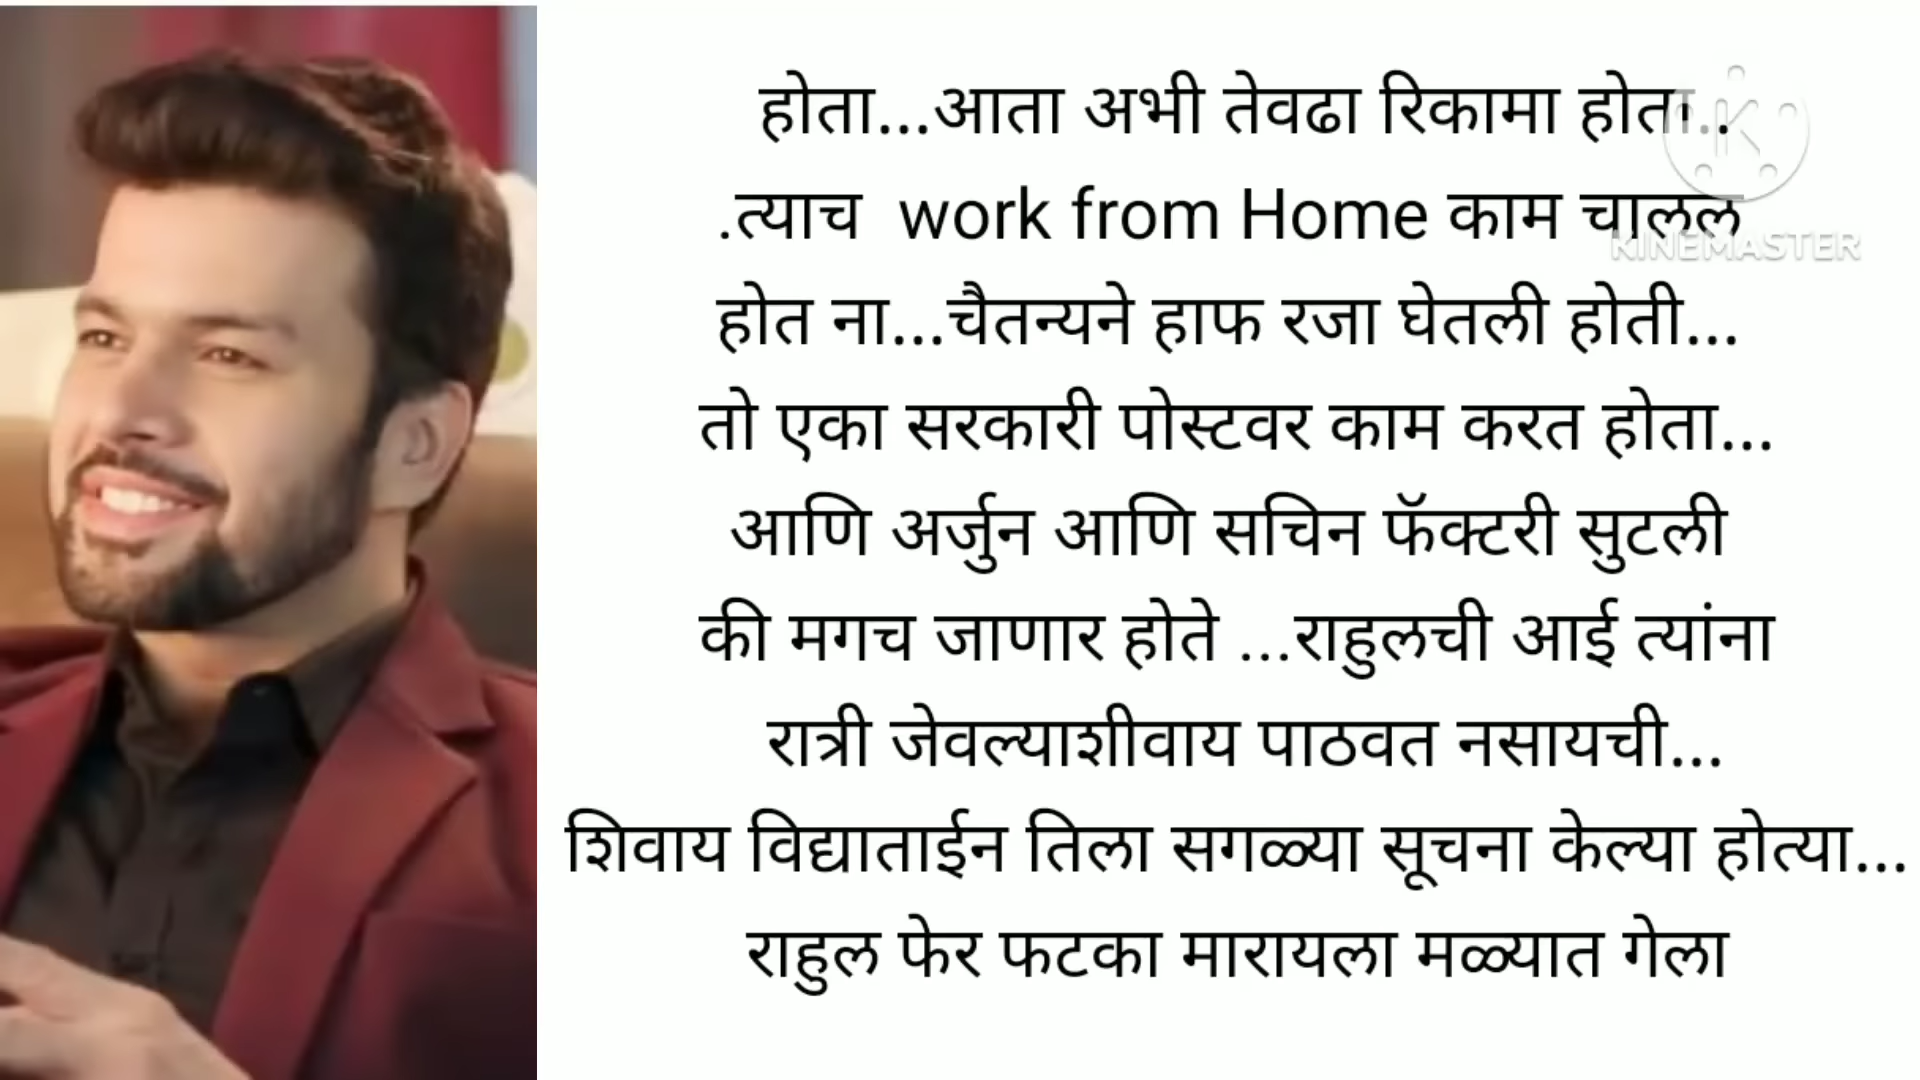 होता...आता अभी तेवढा रिकामा होता..
.त्याच work from Home काम चालल
KINEMASTER
होत ना...चैतन्यने हाफ रजा घेतली होती...
तो एका सरकारी पोस्टवर काम करत होता...
आणि अर्जुन आणि सचिन फॅक्टरी सुटली
की मगच जाणार होते ...राहुलची आई त्यांना
रात्री जेवल्याशीवाय पाठवत नसायची...
शिवाय विद्याताईन तिला सगळ्या सूचना केल्या होत्या...
राहुल फेर फटका मारायला मळ्यात गेला